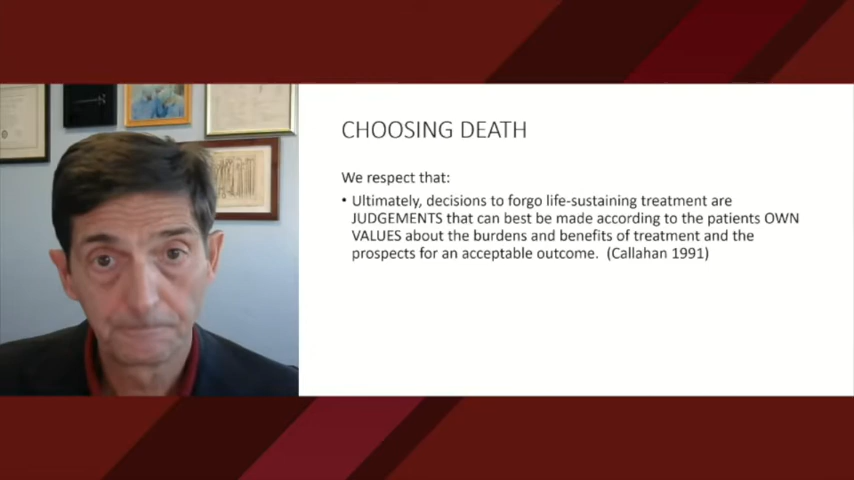 CHOOSING DEATH
We respect that:
• Ultimately, decisions to forgo life-sustaining treatment are
JUDGEMENTS that can best be made according to the patients OWN
VALUES about the burdens and benefits of treatment and the
prospects for an acceptable outcome. (Callahan 1991)